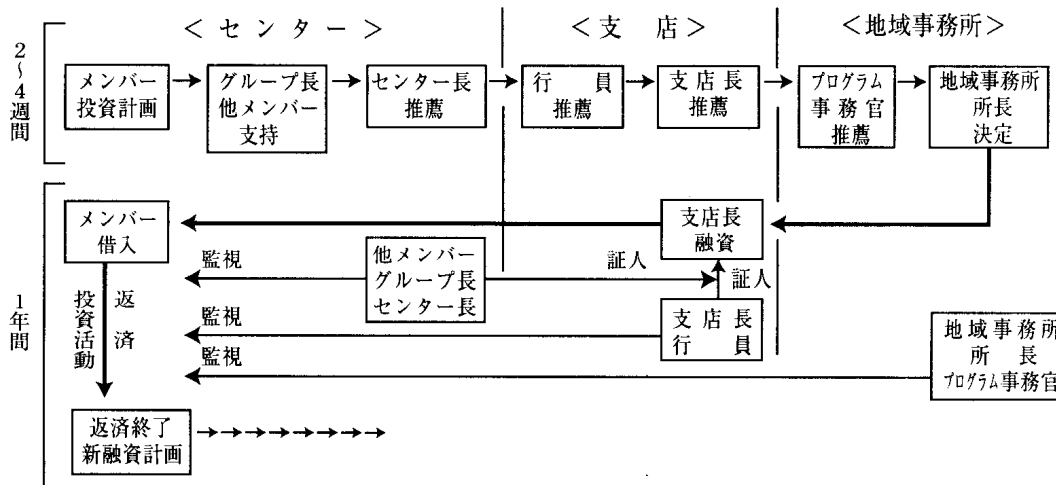 ＜センター＞
＜支　店＞
＜地域事務所＞
2〜4週間
メンバー
投資計画
グループ長
他メンバー
支持
センター長
推薦
行　員
推薦
支店長
推薦
プログラム
事務官
推薦
地域事務所
所長
決定
1年間
メンバー
借入
支店長
融資
監視
他メンバー
グループ長
センター長
証人
証人
投資活動
返済
監視
支店長
行　員
監視
地域事務所
所　長
プログラム事務官
返済終了
新融資計画